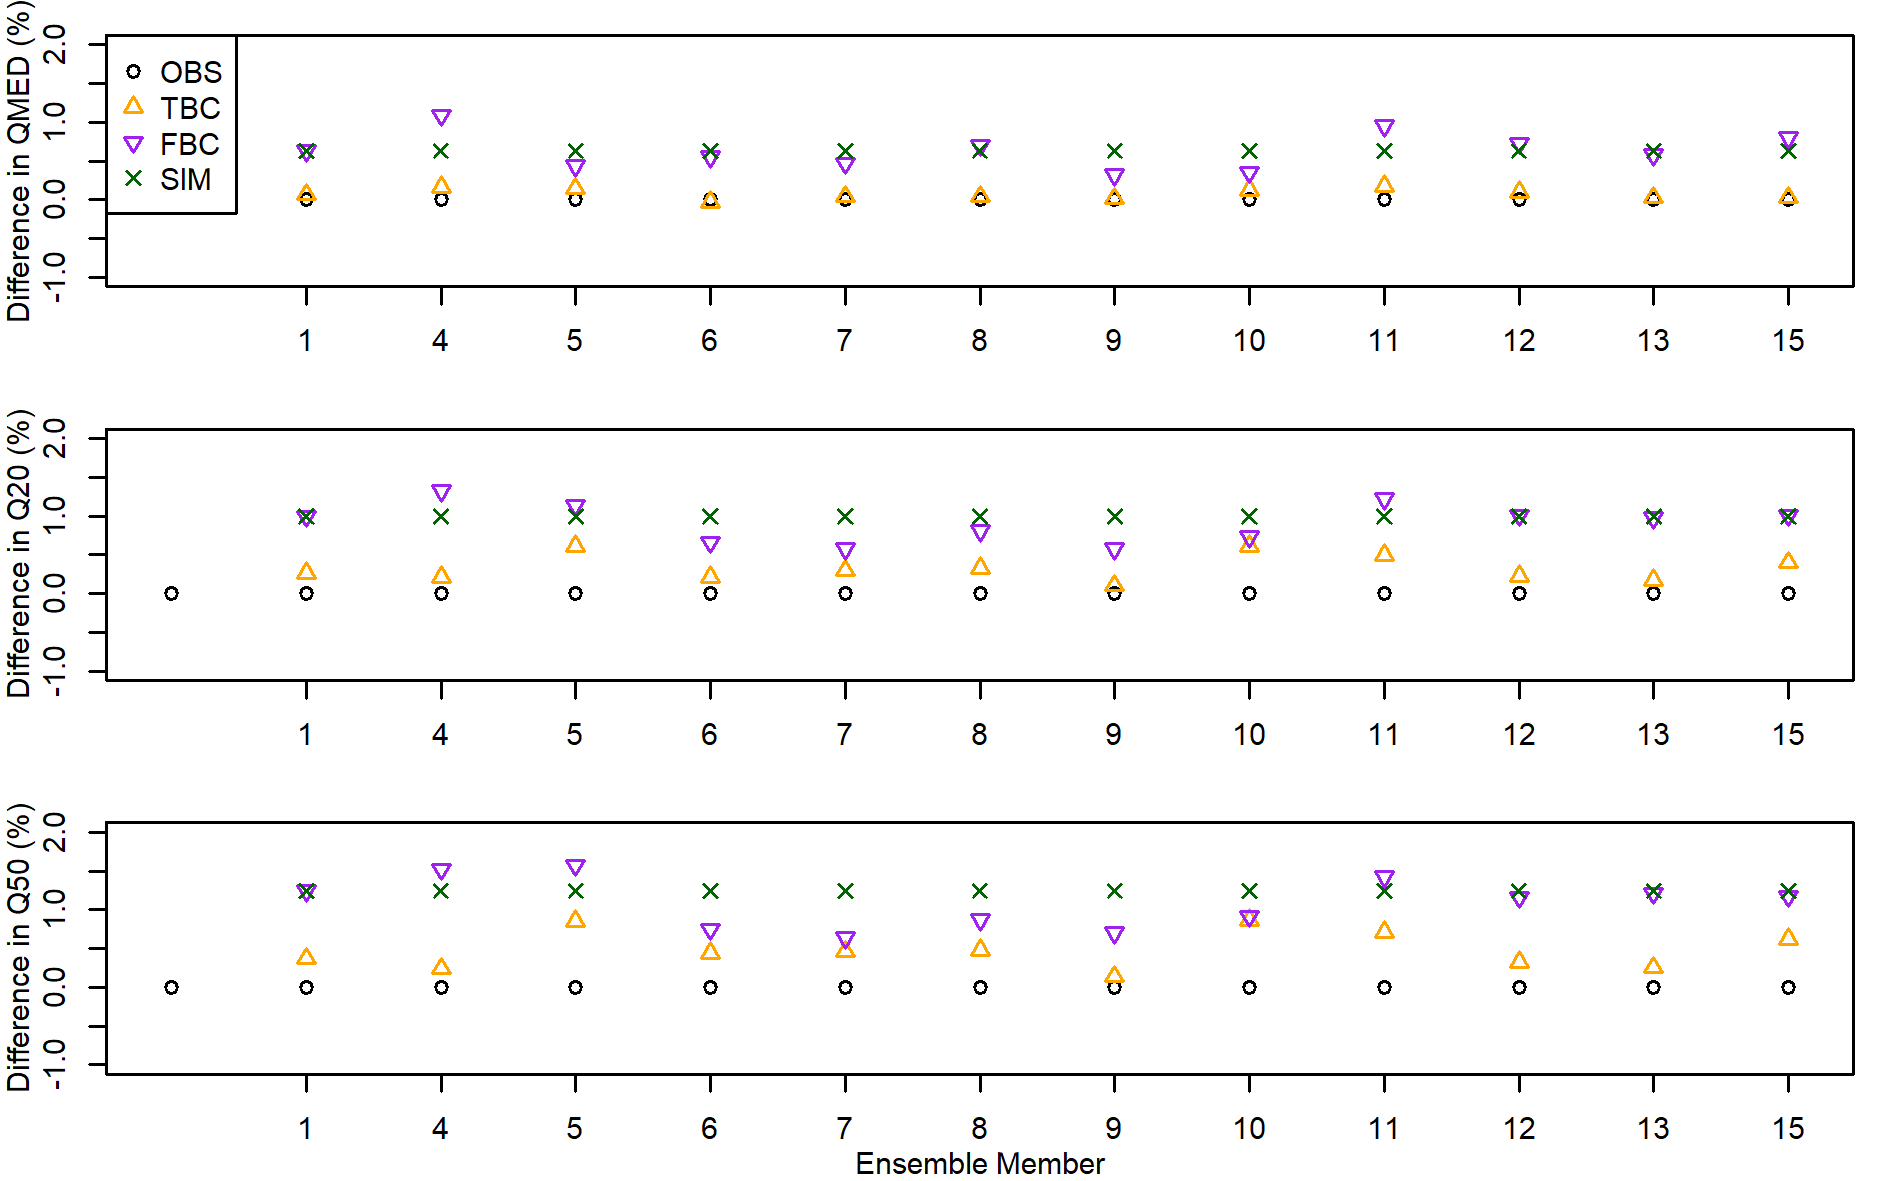 Difference in QMED (%)
2.0
1.0
0.0
-1.0
OBS
TBC
FBC
SIM
1 4 5 6 7 8 9 10 11 12 13 15
Difference in Q20 (%)
2.0
1.0
0.0
-1.0
1 4 5 6 7 8 9 10 11 12 13 15
Difference in Q50 (%)
2.0
1.0
0.0
-1.0
1 4 5 6 7 8 9 10 11 12 13 15
Ensemble Member